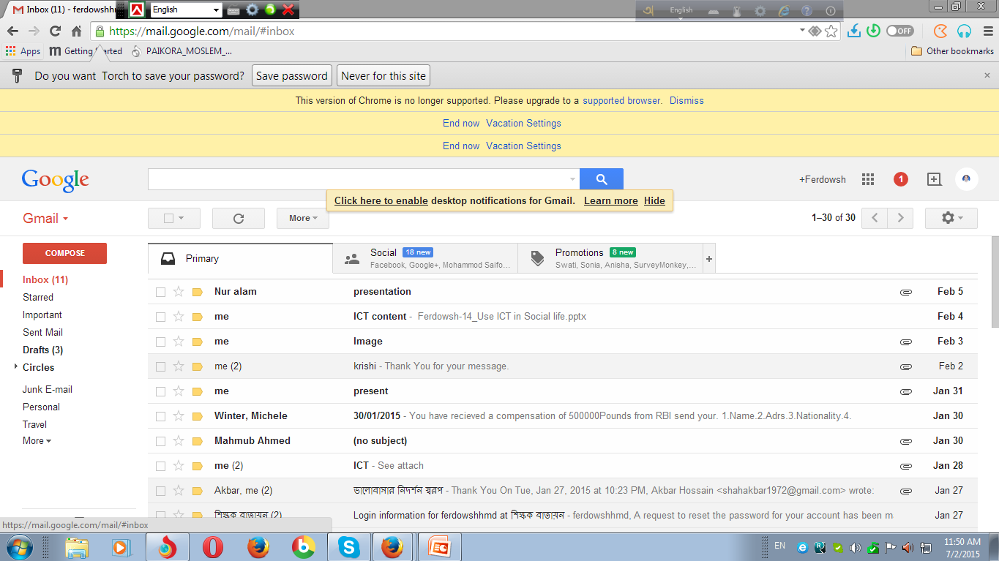 Inbox (11) - ferdowshh
English
English
https://mail.google.com/mail/#inbox
OFF
Apps
Getting
arted
PAIKORA_MOSLEM_...
Other bookmarks
Do you want Torch to save your password?
Save password
Never for this site
This version of Chrome is no longer supported. Please upgrade to a supported browser. Dismiss
End now Vacation Settings
End now Vacation Settings
Google
+Ferdowsh
1
Click here to enable desktop notifications for Gmail. Learn more Hide
Gmail
More
1–30 of 30
COMPOSE
Inbox (11)
Starred
Important
Sent Mail
Drafts (3)
Circles
Junk E-mail
Personal
Travel
More
Primary
Social 18 new
Facebook, Google+, Mohammod Saifo...
Promotions 8 new
Swati, Sonia, Anisha, SurveyMonkey,...
+
Nur alam presentation Feb 5
me ICT content - Ferdowsh-14_Use ICT in Social life.pptx Feb 4
me Image Feb 3
me (2) krishi - Thank You for your message. Feb 2
me present Jan 31
Winter, Michele 30/01/2015 - You have recieved a compensation of 500000Pounds from RBI send your. 1.Name.2.Adrs.3.Nationality.4. Jan 30
Mahmub Ahmed (no subject) Jan 30
me (2) ICT - See attach Jan 28
Akbar, me (2) ভালোবাসার নিদর্শন স্বরপ - Thank You On Tue, Jan 27, 2015 at 10:23 PM, Akbar Hossain <shahakbar1972@gmail.com> wrote: Jan 27
শিক্ষক বাতায়ন (2) Login information for ferdowshhmd at শিক্ষক বাতায়ন - ferdowshhmd, A request to reset the password for your account has been m Jan 27
https://mail.google.com/mail/#inbox
EN
11:50 AM
7/2/2015